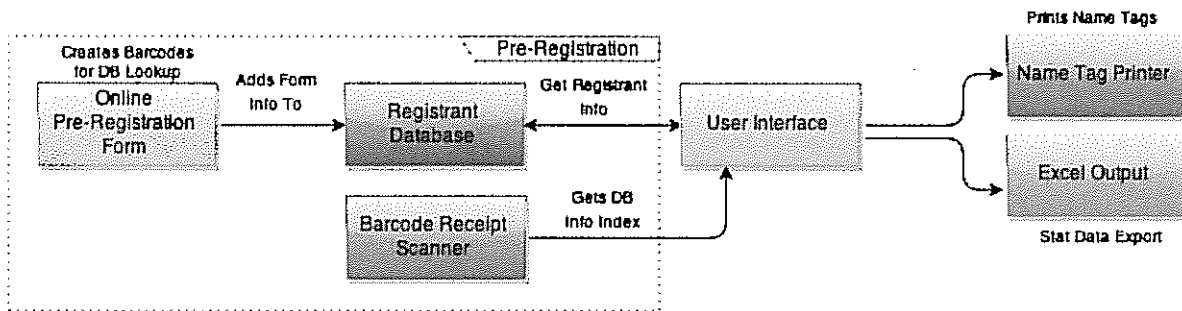 Prints Name Tags
Pre-Registration
Creates Barcodes
for DB Lookup
Online
Pre-Registration
Form
Adds Form
Info To
Registrant
Database
Get Registrant
Info
User Interface
Name Tag Printer
Excel Output
Stat Data Export
Barcode Receipt
Scanner
Gets DB
Info Index